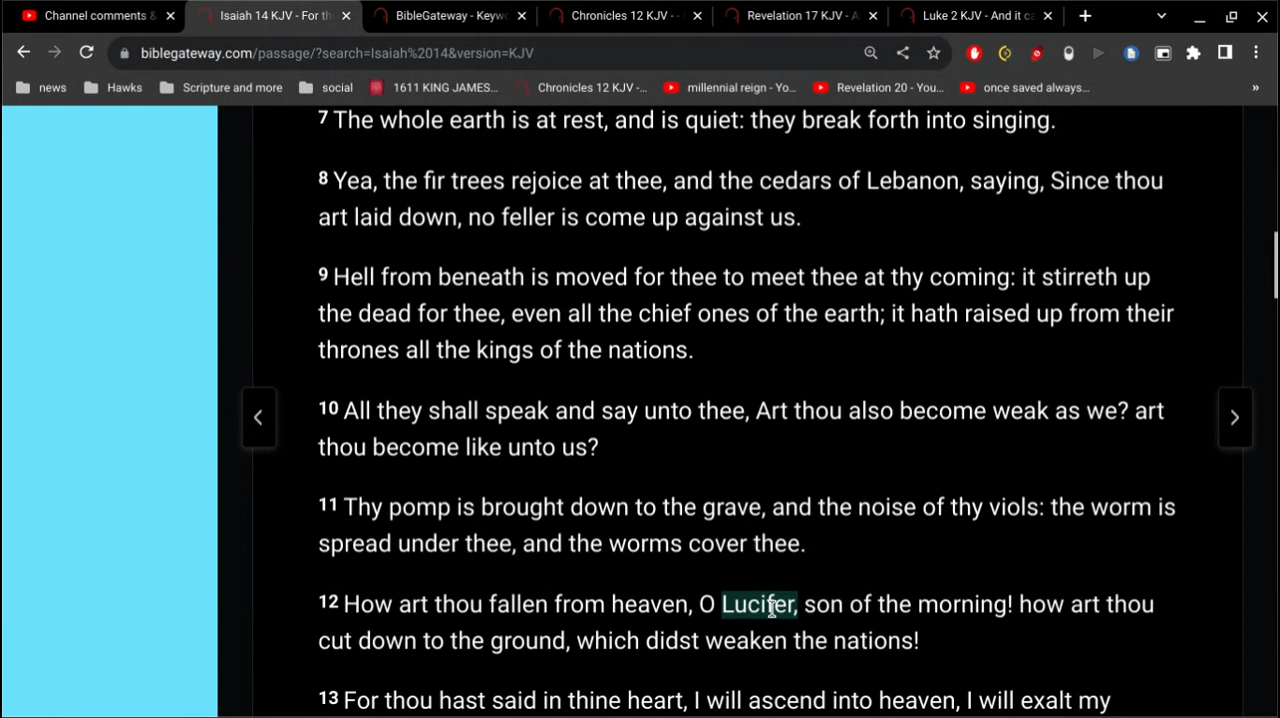 Channel comments &
Isaiah 14 KJV - For th
BibleGateway - Keyw
Chronicles 12 KJV - -
Revelation 17 KJV - A
Luke 2 KJV - And it c
biblegateway.com/passage/?search=Isaiah%2014&version=KJV
news
Hawks
Scripture and more
social
1611 KING JAMES...
Chronicles 12 KJV -...
millennial reign - Yo...
Revelation 20 - You...
once saved always...
»
7 The whole earth is at rest, and is quiet: they break forth into singing.
8 Yea, the fir trees rejoice at thee, and the cedars of Lebanon, saying, Since thou
art laid down, no feller is come up against us.
9 Hell from beneath is moved for thee to meet thee at thy coming: it stirreth up
the dead for thee, even all the chief ones of the earth; it hath raised up from their
thrones all the kings of the nations.
10 All they shall speak and say unto thee, Art thou also become weak as we? art
thou become like unto us?
11 Thy pomp is brought down to the grave, and the noise of thy viols: the worm is
spread under thee, and the worms cover thee.
12 How art thou fallen from heaven, O Lucifer, son of the morning! how art thou
cut down to the ground, which didst weaken the nations!
13 For thou hast said in thine heart, I will ascend into heaven, I will exalt my